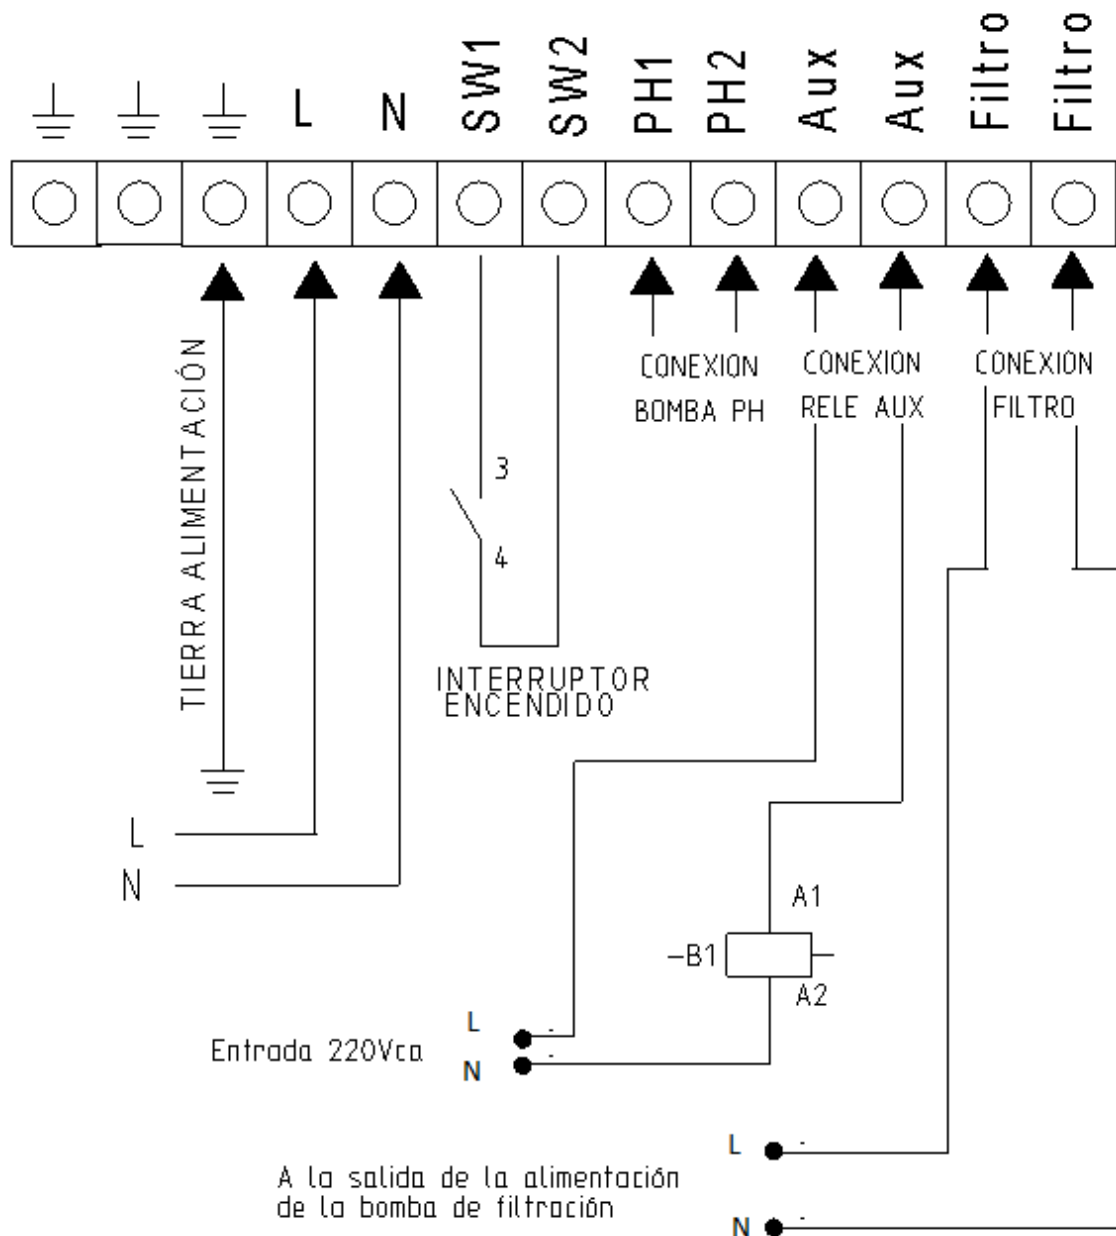 L
N
SW1
SW2
PH1
PH2
Aux
Aux
Filtro
Filtro
TIERRA ALIMENTACIÓN
CONEXION
BOMBA PH
CONEXION
RELE AUX
CONEXION
FILTRO
3
4
INTERRUPTOR
ENCENDIDO
L
N
A1
-B1
A2
Entrada 220Vca
L
N
A la salida de la alimentación
de la bomba de filtración
L
N